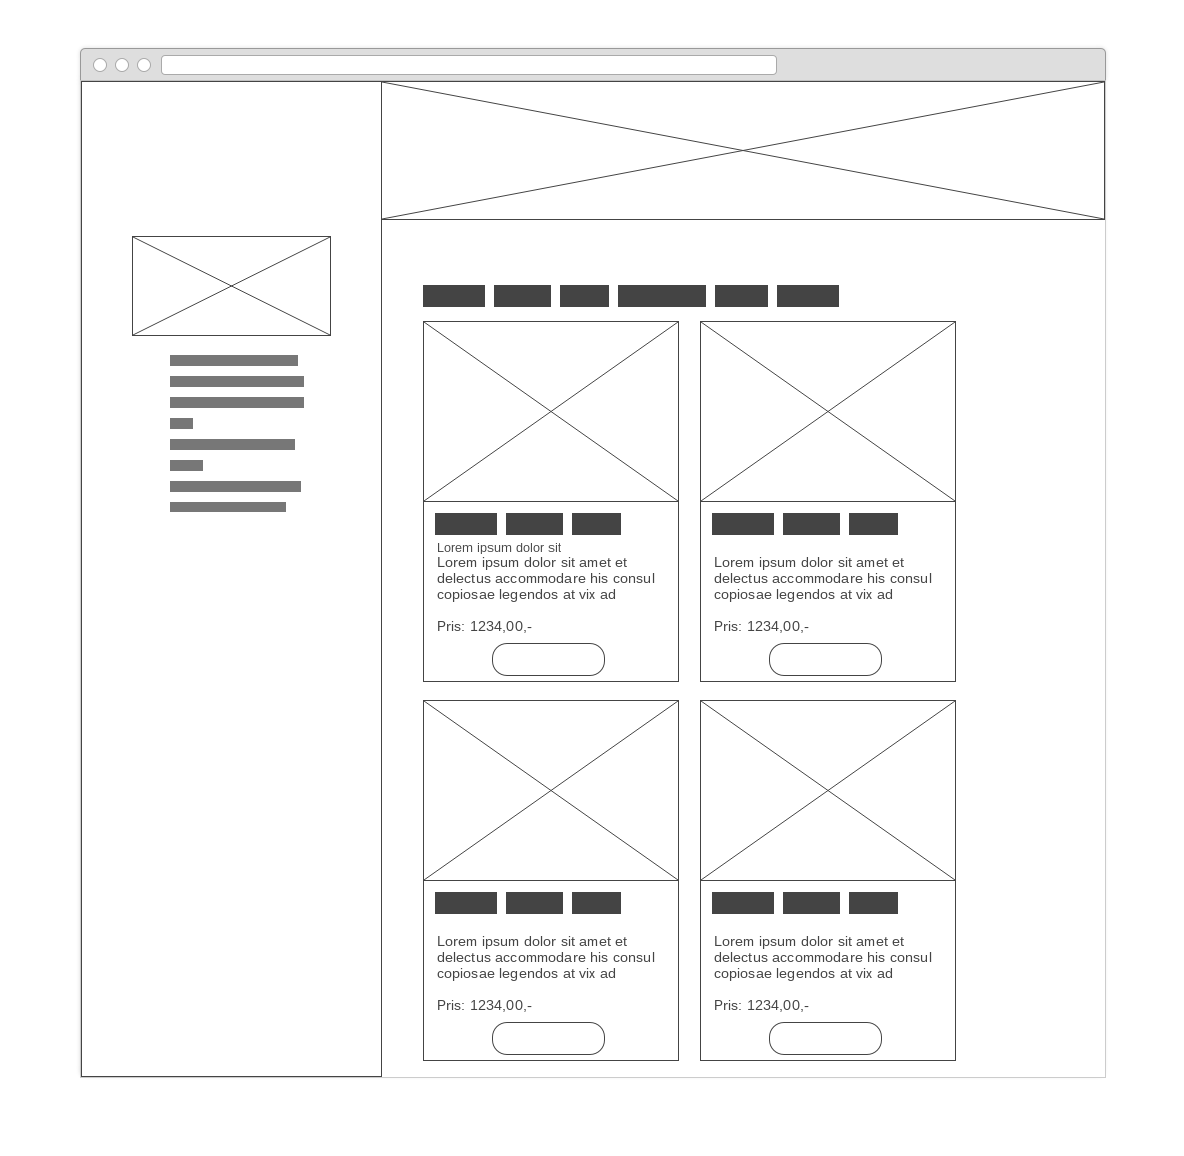 Lorem ipsum dolor sit
Lorem ipsum dolor sit amet et
delectus accommodare his consul
copiosae legendos at vix ad
Pris: 1234,00,-
Lorem ipsum dolor sit amet et
delectus accommodare his consul
copiosae legendos at vix ad
Pris: 1234,00,-
Lorem ipsum dolor sit amet et
delectus accommodare his consul
copiosae legendos at vix ad
Pris: 1234,00,-
Lorem ipsum dolor sit amet et
delectus accommodare his consul
copiosae legendos at vix ad
Pris: 1234,00,-